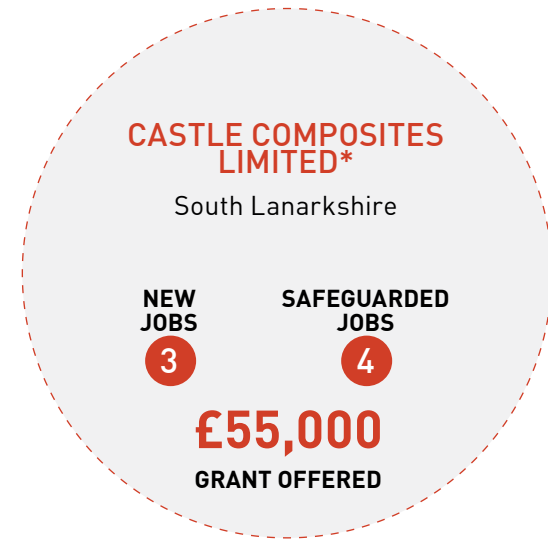 CASTLE COMPOSITES
LIMITED*
South Lanarkshire
NEW
JOBS
SAFEGUARDED
JOBS
3
4
£55,000
GRANT OFFERED